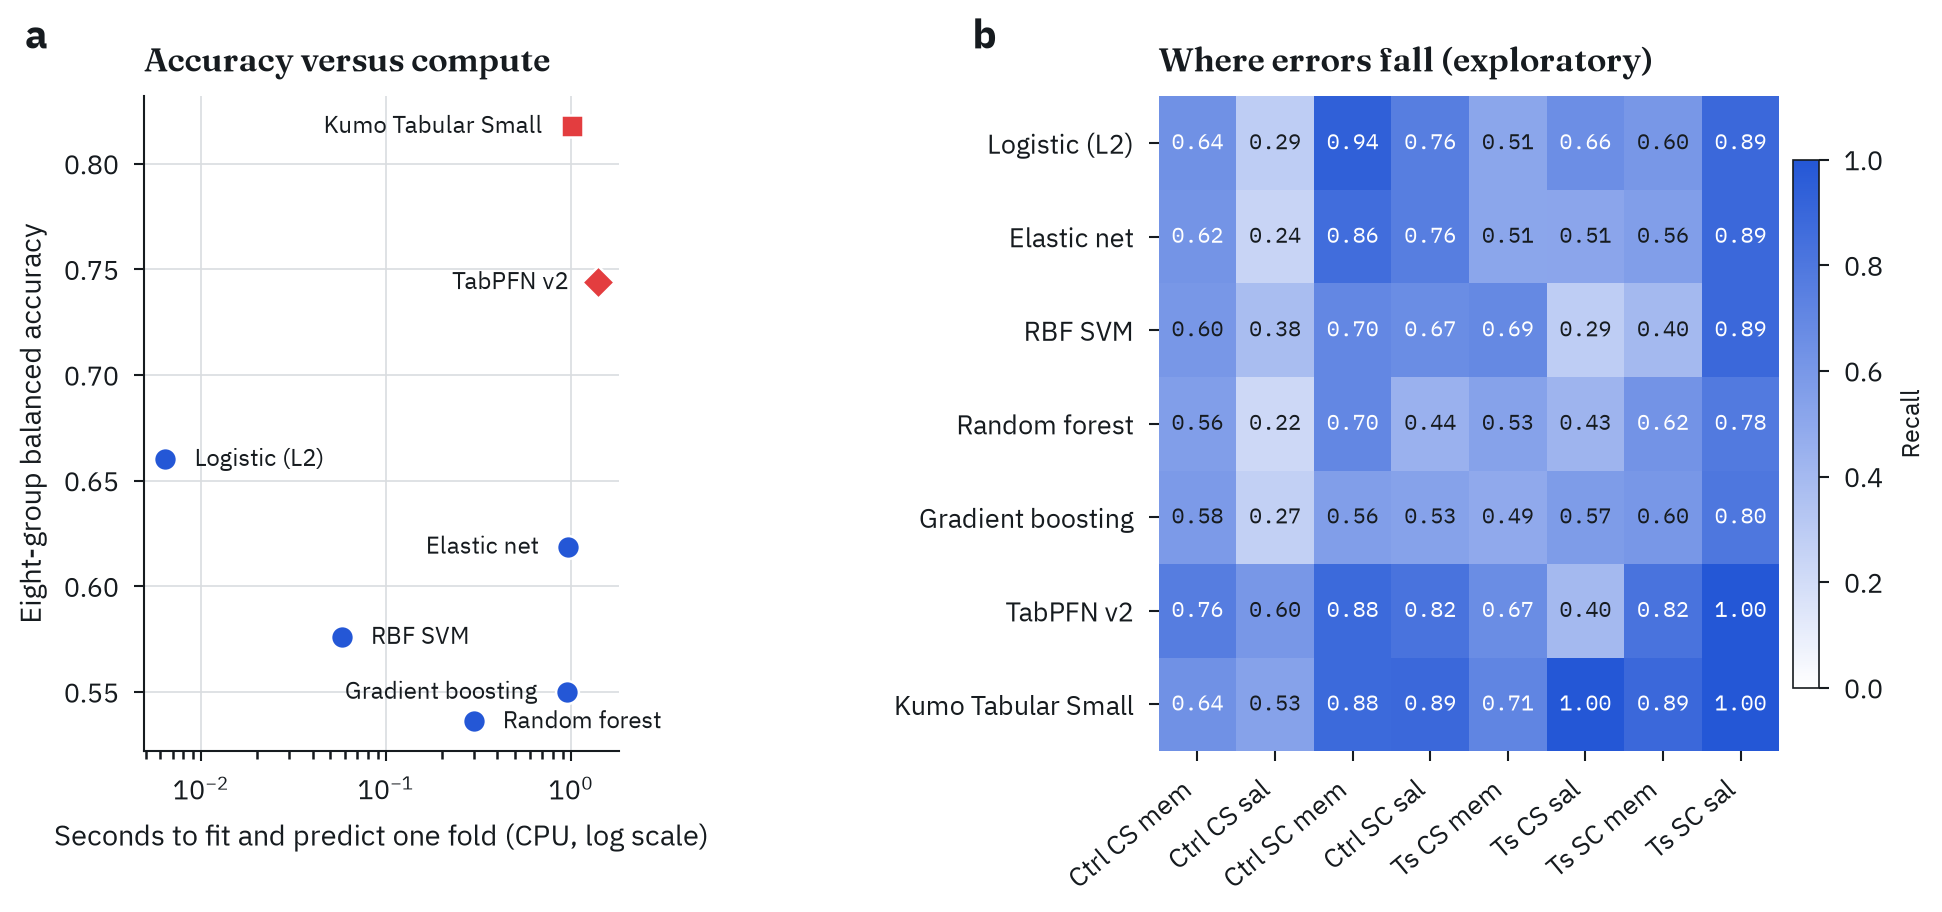 a
Accuracy versus compute
Eight-group balanced accuracy
0.80
0.75
0.70
0.65
0.60
0.55
Kumo Tabular Small
TabPFN v2
Logistic (L2)
Elastic net
RBF SVM
Gradient boosting
Random forest
10⁻² 10⁻¹ 10⁰
Seconds to fit and predict one fold (CPU, log scale)
b
Where errors fall (exploratory)
Logistic (L2) 0.64 0.29 0.94 0.76 0.51 0.66 0.60 0.89
Elastic net 0.62 0.24 0.86 0.76 0.51 0.51 0.56 0.89
RBF SVM 0.60 0.38 0.70 0.67 0.69 0.29 0.40 0.89
Random forest 0.56 0.22 0.70 0.44 0.53 0.43 0.62 0.78
Gradient boosting 0.58 0.27 0.56 0.53 0.49 0.57 0.60 0.80
TabPFN v2 0.76 0.60 0.88 0.82 0.67 0.40 0.82 1.00
Kumo Tabular Small 0.64 0.53 0.88 0.89 0.71 1.00 0.89 1.00
Ctrl CS mem
Ctrl CS sal
Ctrl SC mem
Ctrl SC sal
Ts CS mem
Ts CS sal
Ts SC mem
Ts SC sal
1.0
0.8
0.6
0.4
0.2
0.0
Recall